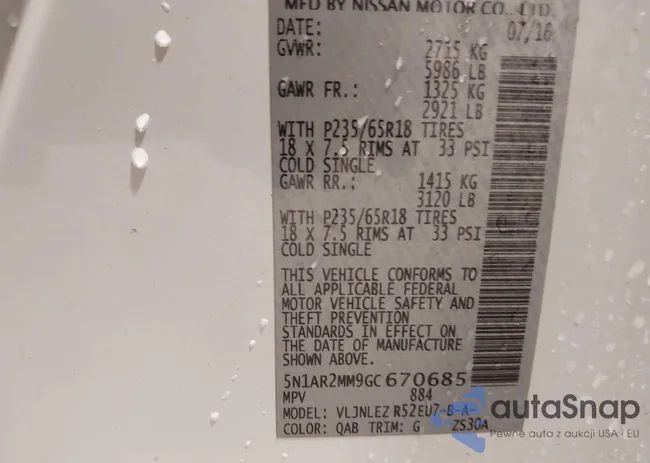 MFD BY NISSAN MOTOR CO., LTD.
DATE: 07/16
GVWR: 2715 KG
5986 LB
GAWR FR.: 1325 KG
2921 LB
WITH P235/65R18 TIRES
18 X 7.5 RIMS AT 33 PSI
COLD SINGLE
GAWR RR.: 1415 KG
3120 LB
WITH P235/65R18 TIRES
18 X 7.5 RIMS AT 33 PSI
COLD SINGLE
THIS VEHICLE CONFORMS TO
ALL APPLICABLE FEDERAL
MOTOR VEHICLE SAFETY AND
THEFT PREVENTION
STANDARDS IN EFFECT ON
THE DATE OF MANUFACTURE
SHOWN ABOVE.
5N1AR2MM9GC670685
MPV 884
MODEL: VLJNLEZ R52EU7-B-A-
COLOR: QAB TRIM: G ZS30A
autoSnap
Pewne auta z aukcji USA i EU